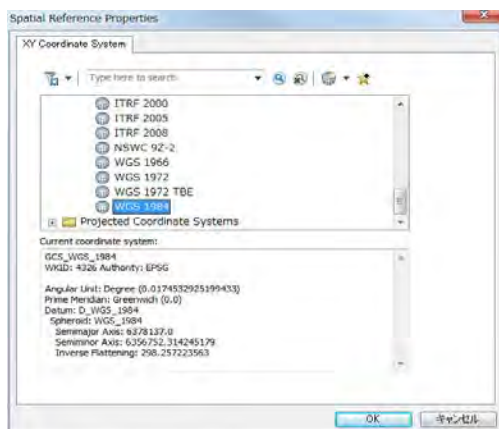 Spatial Reference Properties
XY Coordinate System
Type here to search
ITRF 2000
ITRF 2005
ITRF 2008
NSWC 9Z-2
WGS 1966
WGS 1972
WGS 1972 TBE
WGS 1984
Projected Coordinate Systems
Current coordinate system:
GCS_WGS_1984
WKID: 4326 Authority: EPSG
Angular Unit: Degree (0.0174532925199433)
Prime Meridian: Greenwich (0.0)
Datum: D_WGS_1984
Spheroid: WGS_1984
Semimajor Axis: 6378137.0
Semiminor Axis: 6356752.314245179
Inverse Flattening: 298.257223563
OK
キャンセル